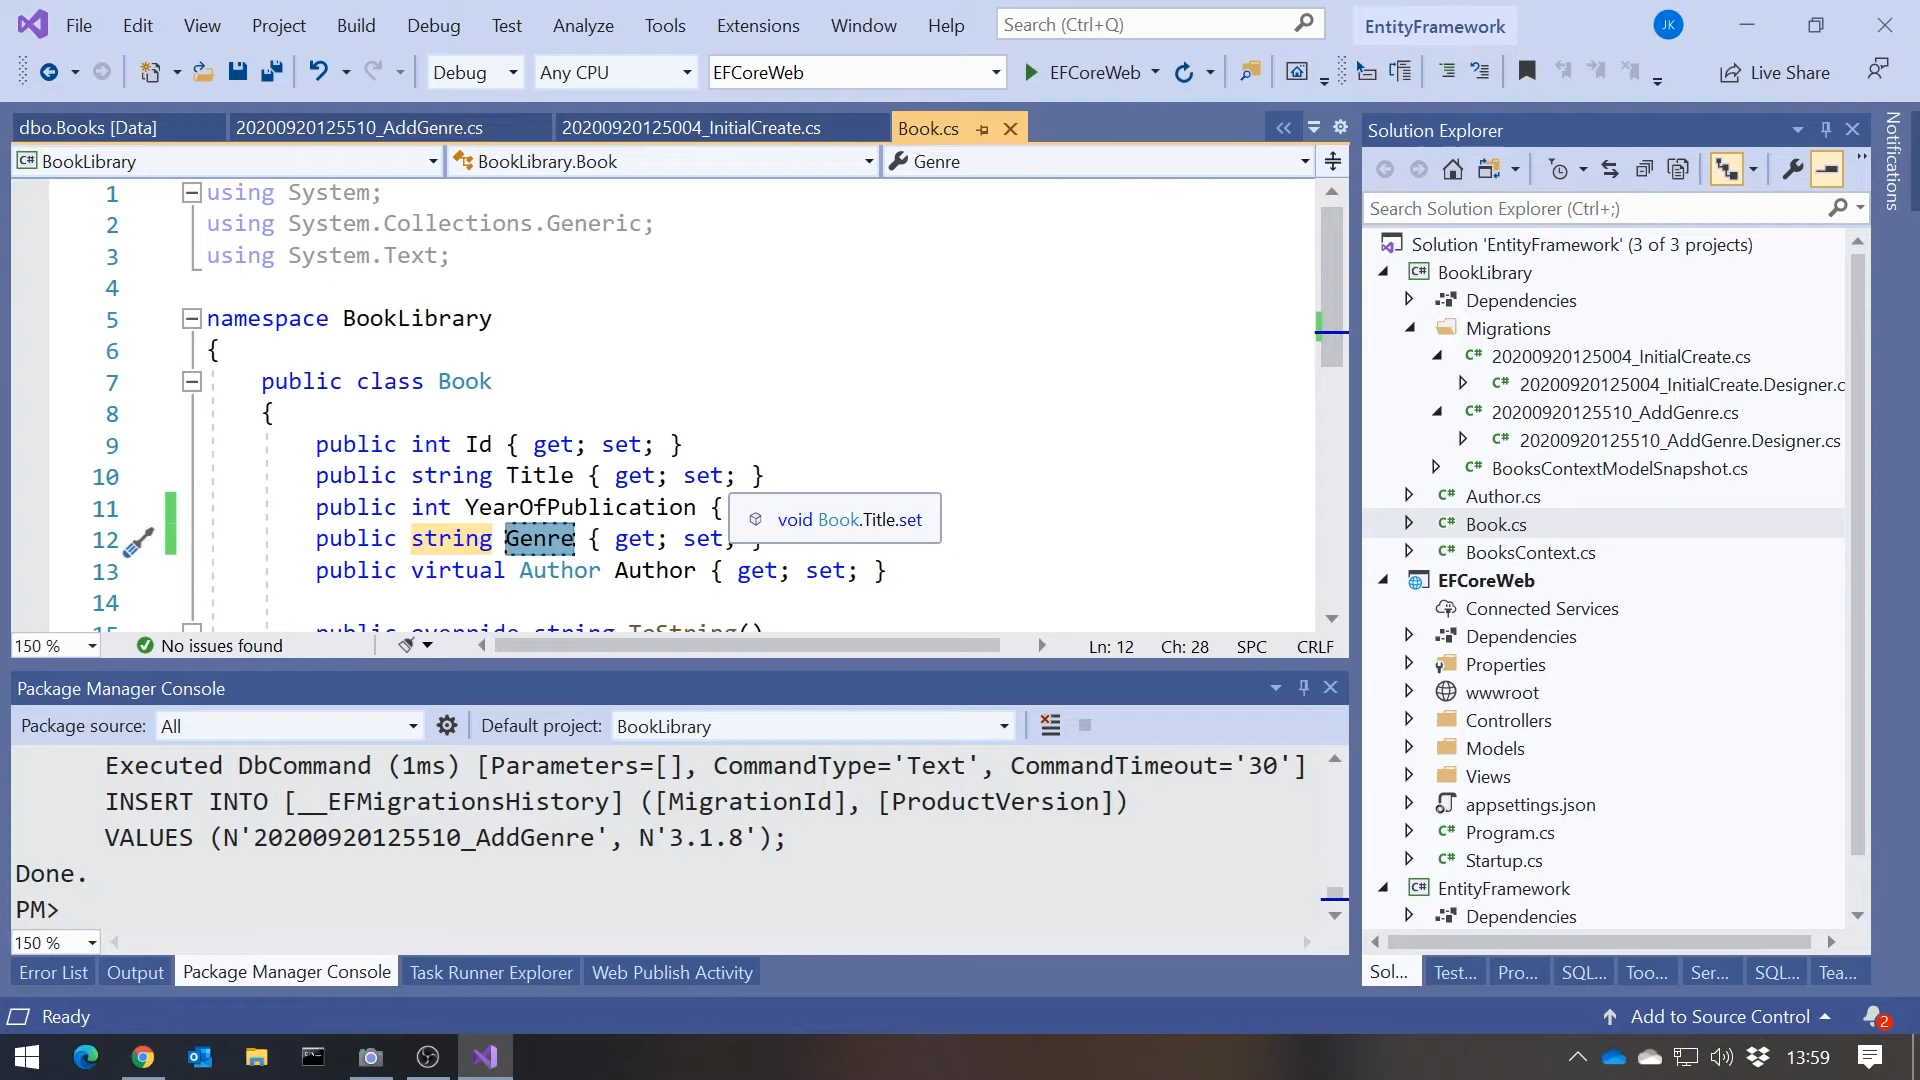 File Edit View Project Build Debug Test Analyze Tools Extensions Window Help Search (Ctrl+Q) EntityFramework JK
Debug Any CPU EFCoreWeb EFCoreWeb Live Share
dbo.Books [Data] 20200920125510_AddGenre.cs 20200920125004_InitialCreate.cs Book.cs
BookLibrary BookLibrary.Book Genre
1 using System;
2 using System.Collections.Generic;
3 using System.Text;
4
5 namespace BookLibrary
6 {
7 public class Book
8 {
9 public int Id { get; set; }
10 public string Title { get; set; }
11 public int YearOfPublication {
void Book.Title.set
12 public string Genre { get; set; }
13 public virtual Author Author { get; set; }
14
15 public override string ToString()
150 % No issues found Ln: 12 Ch: 28 SPC CRLF
Package Manager Console
Package source: All Default project: BookLibrary
Executed DbCommand (1ms) [Parameters=[], CommandType='Text', CommandTimeout='30']
INSERT INTO [__EFMigrationsHistory] ([MigrationId], [ProductVersion])
VALUES (N'20200920125510_AddGenre', N'3.1.8');
Done.
PM>
150 %
Error List Output Package Manager Console Task Runner Explorer Web Publish Activity
Solution Explorer
Search Solution Explorer (Ctrl+;)
Solution 'EntityFramework' (3 of 3 projects)
C# BookLibrary
Dependencies
Migrations
C# 20200920125004_InitialCreate.cs
C# 20200920125004_InitialCreate.Designer.c
C# 20200920125510_AddGenre.cs
C# 20200920125510_AddGenre.Designer.cs
C# BooksContextModelSnapshot.cs
C# Author.cs
C# Book.cs
C# BooksContext.cs
EFCoreWeb
Connected Services
Dependencies
Properties
wwwroot
Controllers
Models
Views
appsettings.json
C# Program.cs
C# Startup.cs
C# EntityFramework
Dependencies
Sol... Test... Pro... SQL... Too... Ser... SQL... Tea...
Notifications
Ready Add to Source Control 2
13:59